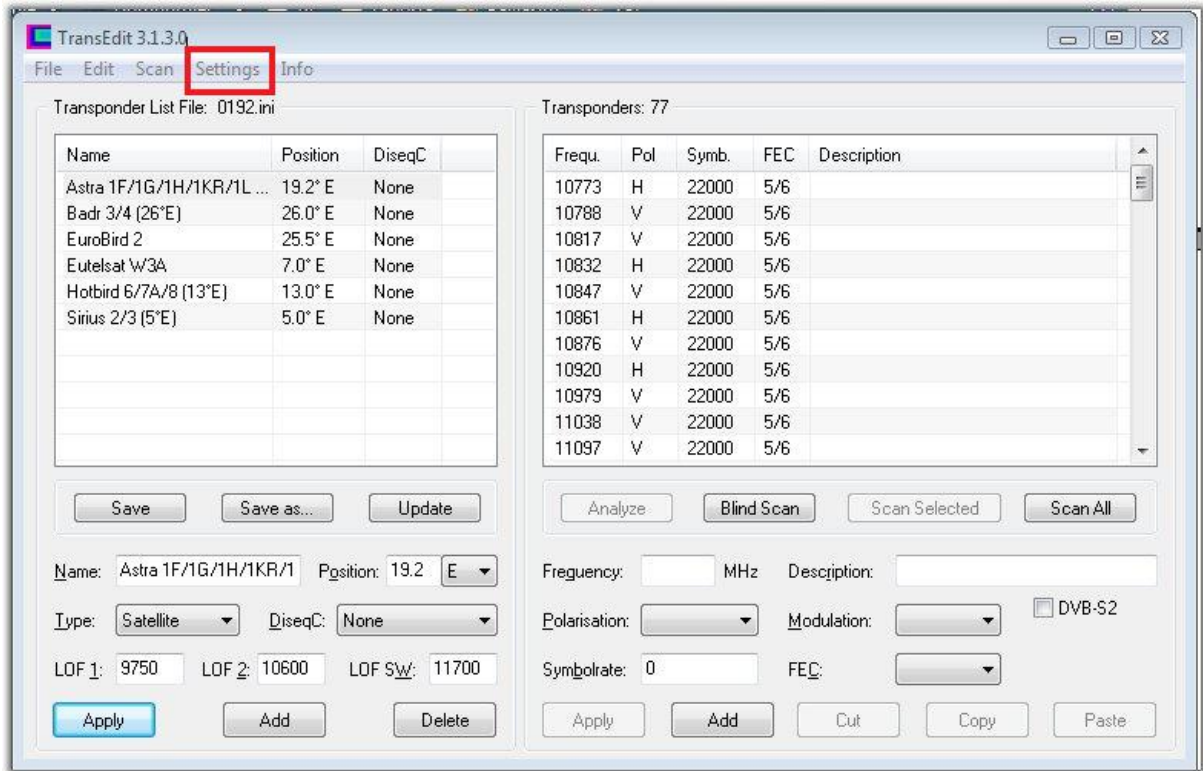 TransEdit 3.1.3.0
File Edit Scan Settings Info
Transponder List File: 0192.ini
Name Position DiseqC
Astra 1F/1G/1H/1KR/1L ... 19.2° E None
Badr 3/4 (26°E) 26.0° E None
EuroBird 2 25.5° E None
Eutelsat W3A 7.0° E None
Hotbird 6/7A/8 (13°E) 13.0° E None
Sirius 2/3 (5°E) 5.0° E None
Save Save as... Update
Name: Astra 1F/1G/1H/1KR/1 Position: 19.2 E
Type: Satellite DiseqC: None
LOF 1: 9750 LOF 2: 10600 LOF SW: 11700
Apply Add Delete
Transponders: 77
Frequ. Pol Symb. FEC Description
10773 H 22000 5/6
10788 V 22000 5/6
10817 V 22000 5/6
10832 H 22000 5/6
10847 V 22000 5/6
10861 H 22000 5/6
10876 V 22000 5/6
10920 H 22000 5/6
10979 V 22000 5/6
11038 V 22000 5/6
11097 V 22000 5/6
Analyze Blind Scan Scan Selected Scan All
Frequency: MHz Description:
Polarisation: Modulation: DVB-S2
Symbolrate: 0 FEC:
Apply Add Cut Copy Paste